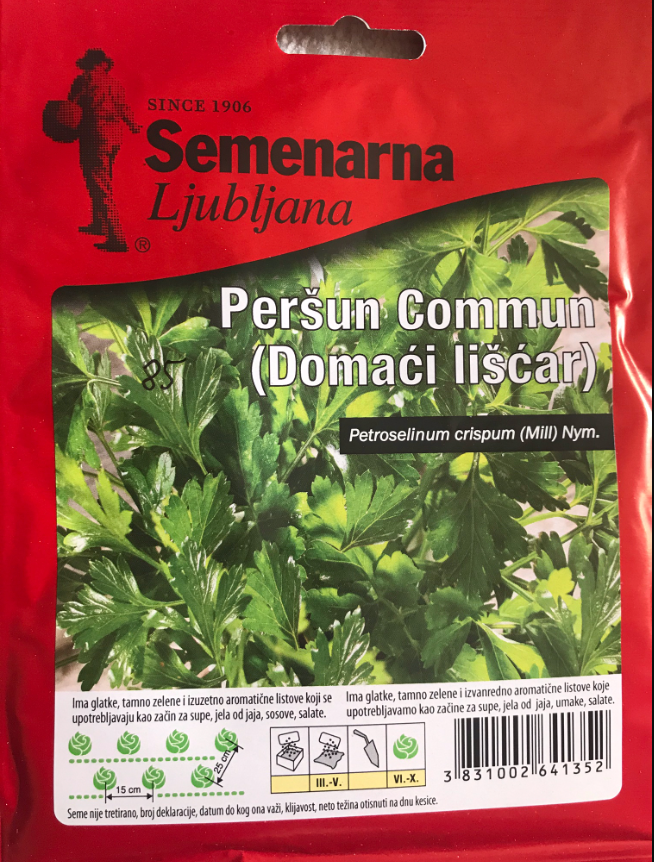 SINCE 1906
Semenarna
Ljubljana
®
Peršun Commun
(Domaći lišćar)
85
Petroselinum crispum (Mill) Nym.
Ima glatke, tamno zelene i izuzetno aromatične listove koji se
upotrebljavaju kao začin za supe, jela od jaja, sosove, salate.
Ima glatke, tamno zelene i izvanredno aromatične listove koje
upotrebljavamo kao začine za supe, jela od jaja, umake, salate.
25 cm
15 cm
III.-V.
VI.-X.
3 831002 641352
Seme nije tretirano, broj deklaracije, datum do kog ona važi, klijavost, neto težina otisnuti na dnu kesice.